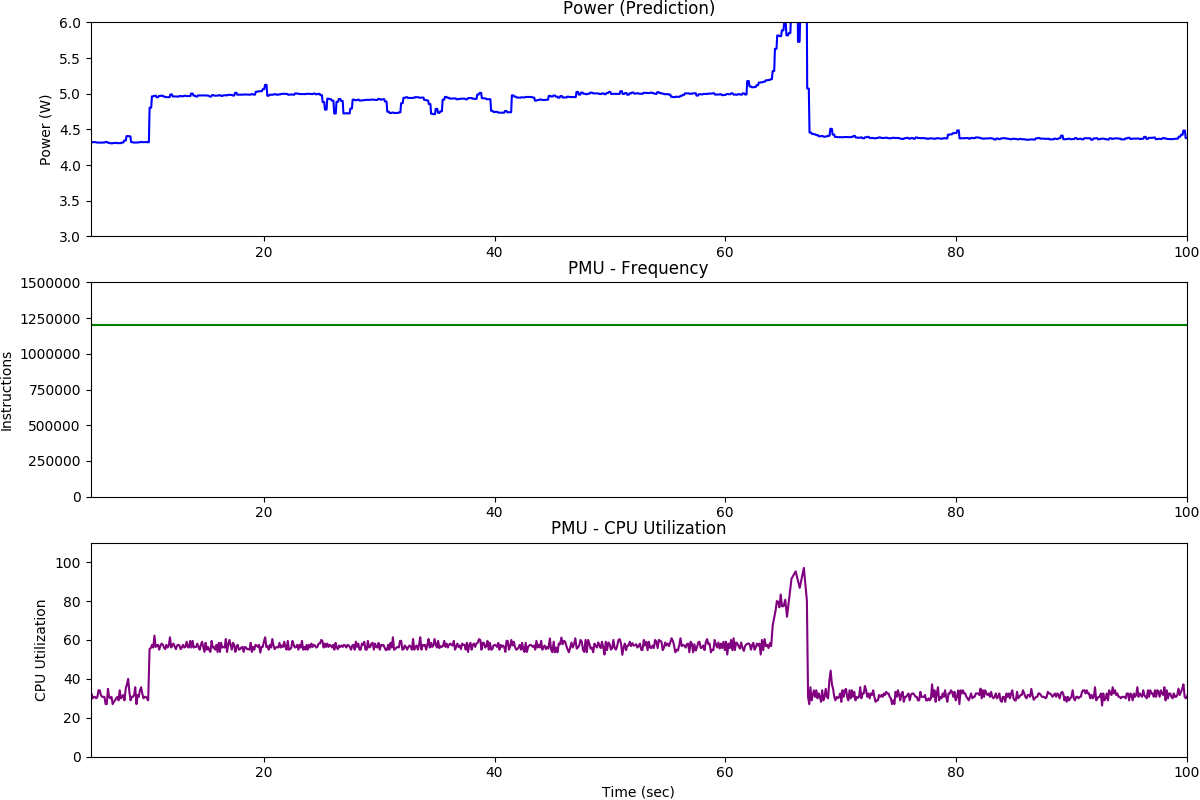 Power (Prediction)
6.0
5.5
5.0
4.5
4.0
3.5
3.0
Power (W)
20 40 60 80 100
PMU - Frequency
1500000
1250000
1000000
750000
500000
250000
0
Instructions
20 40 60 80 100
PMU - CPU Utilization
100
80
60
40
20
0
CPU Utilization
20 40 60 80 100
Time (sec)